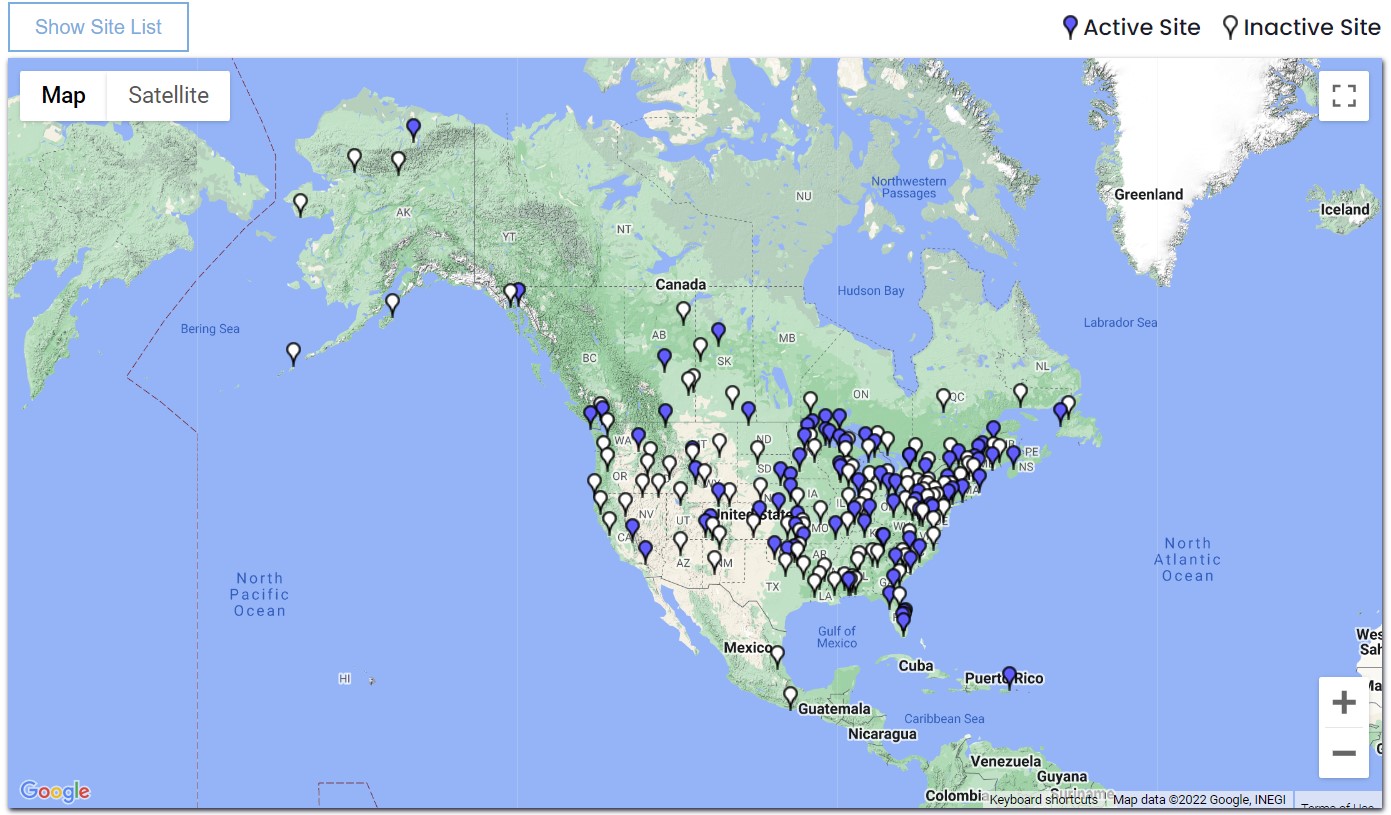 Show Site List
Active Site
Inactive Site
Map
Satellite
Greenland
Iceland
Northwestern
Passages
NU
AK
YT
NT
Canada
Hudson Bay
Bering Sea
Labrador Sea
AB
MB
BC
SK
NL
ON
QC
WA
ND
PE
NS
SD
OR
IA
NV
United States
UT
MO
CA
AZ
NM
AR
TX
LA
North
Pacific
Ocean
North
Atlantic
Ocean
Gulf of
Mexico
Mexico
Cuba
Puerto Rico
HI
Guatemala
Caribbean Sea
Nicaragua
Venezuela
Guyana
Suriname
Colombia
Google
Keyboard shortcuts
Map data ©2022 Google, INEGI
Terms of Use